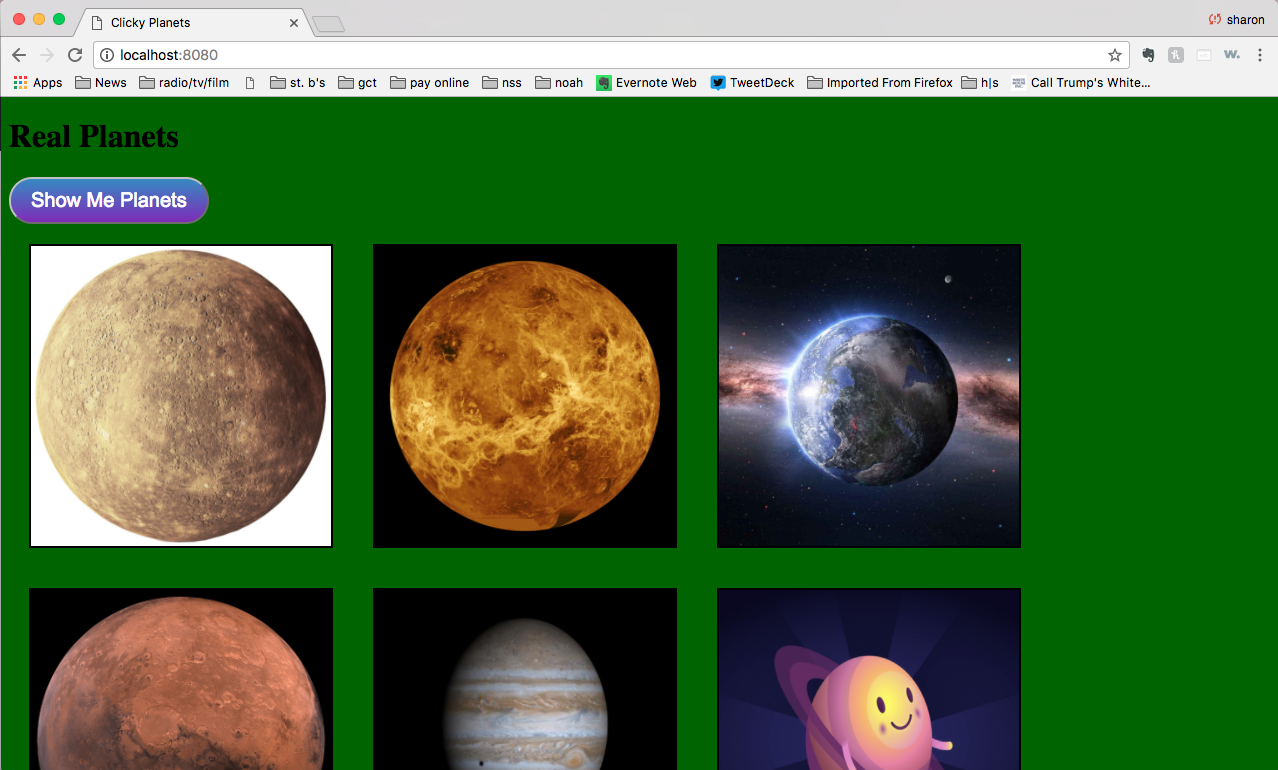 Clicky Planets
sharon
localhost:8080
Apps News radio/tv/film st. b's gct pay online nss noah Evernote Web TweetDeck Imported From Firefox h|s Call Trump's White...
Real Planets
Show Me Planets